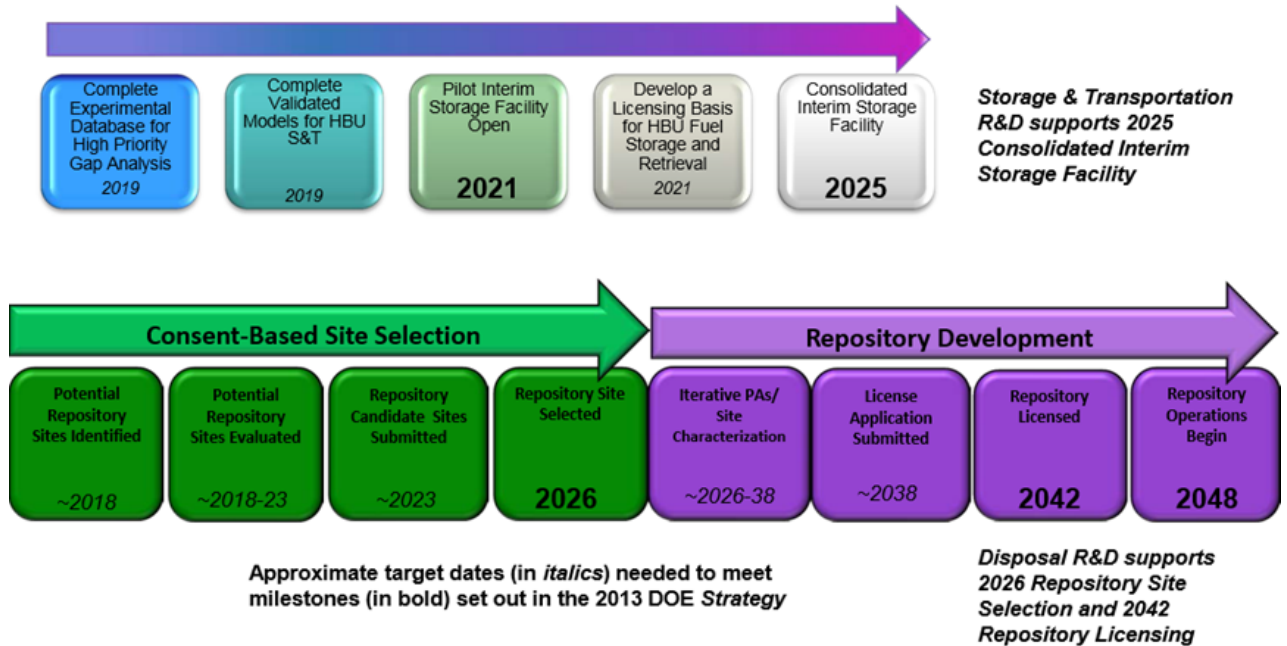 Complete
Experimental
Database for
High Priority
Gap Analysis
2019
Complete
Validated
Models for HBU
S&T
2019
Pilot Interim
Storage Facility
Open
2021
Develop a
Licensing Basis
for HBU Fuel
Storage and
Retrieval
2021
Consolidated
Interim Storage
Facility
2025
Storage & Transportation
R&D supports 2025
Consolidated Interim
Storage Facility
Consent-Based Site Selection
Repository Development
Potential
Repository
Sites Identified
~2018
Potential
Repository
Sites Evaluated
~2018-23
Repository
Candidate Sites
Submitted
~2023
Repository Site
Selected
2026
Iterative PAs/
Site
Characterization
~2026-38
License
Application
Submitted
~2038
Repository
Licensed
2042
Repository
Operations
Begin
2048
Approximate target dates (in italics) needed to meet
milestones (in bold) set out in the 2013 DOE Strategy
Disposal R&D supports
2026 Repository Site
Selection and 2042
Repository Licensing